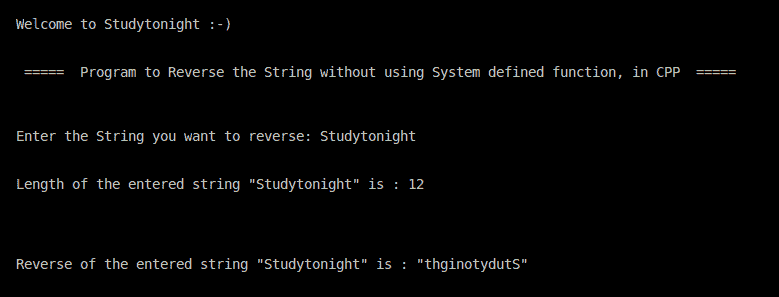 Welcome to Studytonight :-)
===== Program to Reverse the String without using System defined function, in CPP =====
Enter the String you want to reverse: Studytonight
Length of the entered string "Studytonight" is : 12
Reverse of the entered string "Studytonight" is : "thginotydutS"